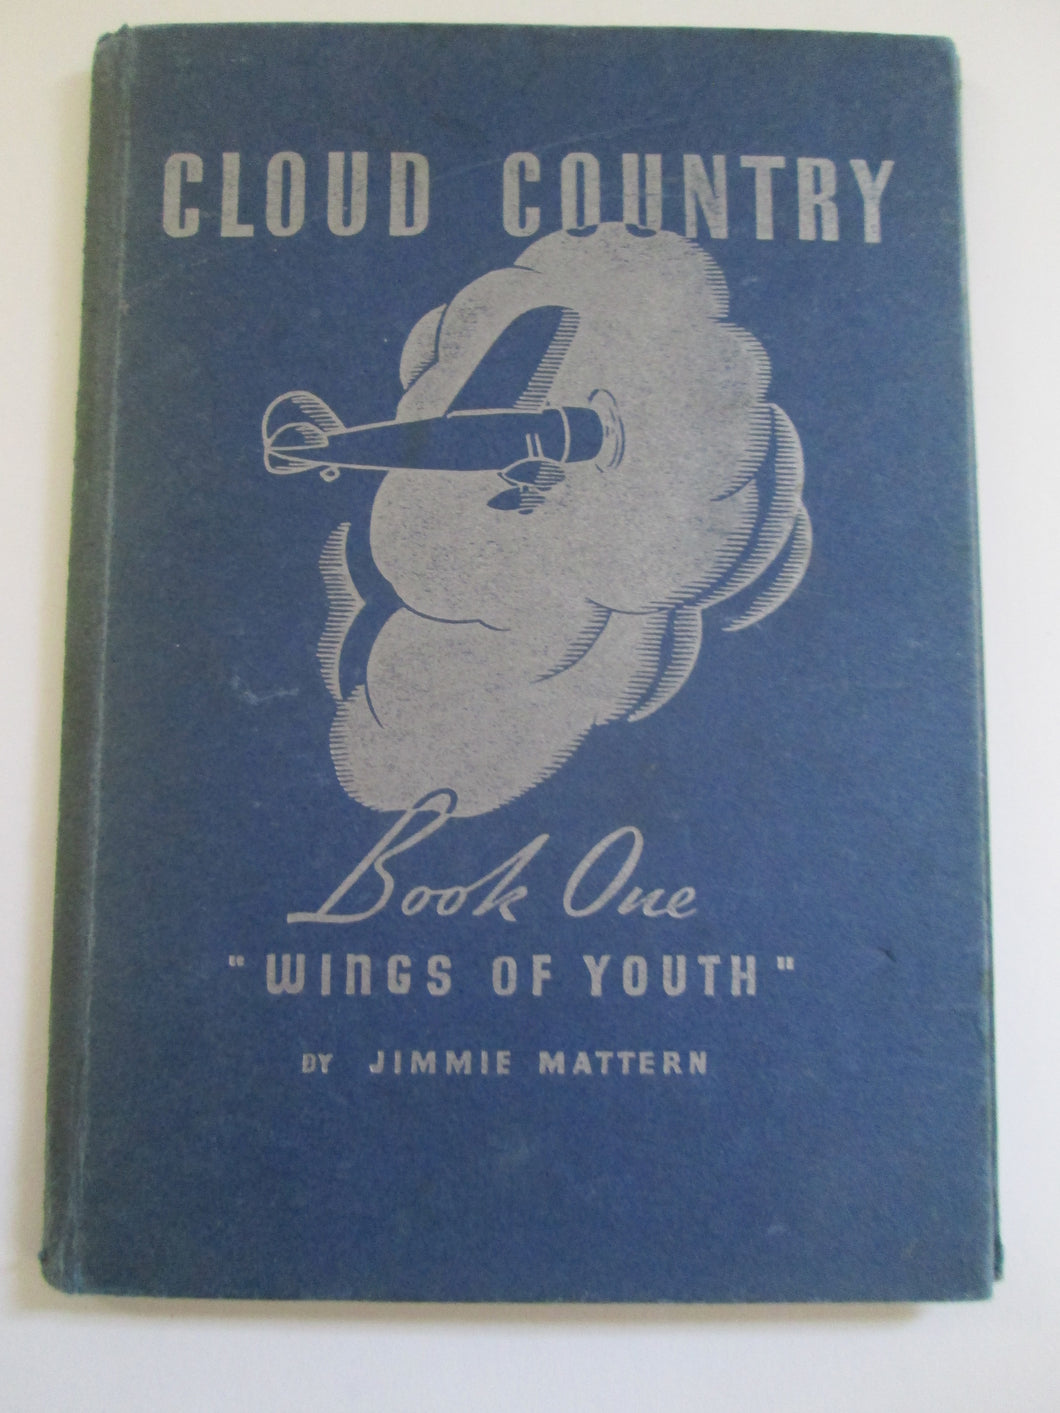 CLOUD COUNTRY
Book One
"WINGS OF YOUTH"
BY JIMMIE MATTERN